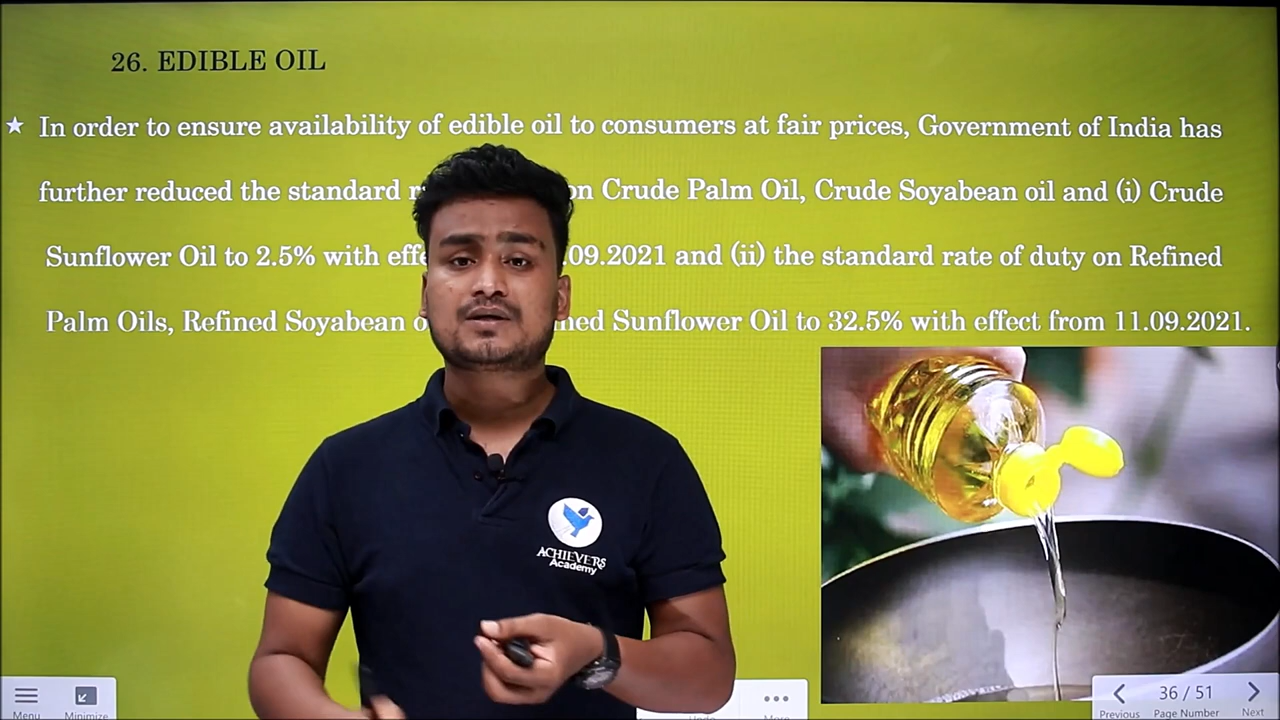 26. EDIBLE OIL
★ In order to ensure availability of edible oil to consumers at fair prices, Government of India has
further reduced the standard on Crude Palm Oil, Crude Soyabean oil and (i) Crude
Sunflower Oil to 2.5% with .09.2021 and (ii) the standard rate of duty on Refined
Palm Oils, Refined Soyabean Sunflower Oil to 32.5% with effect from 11.09.2021.
ACHIEVERS
Academy
Menu
Minimize
Undo
More
36 / 51
Previous Page Number Next